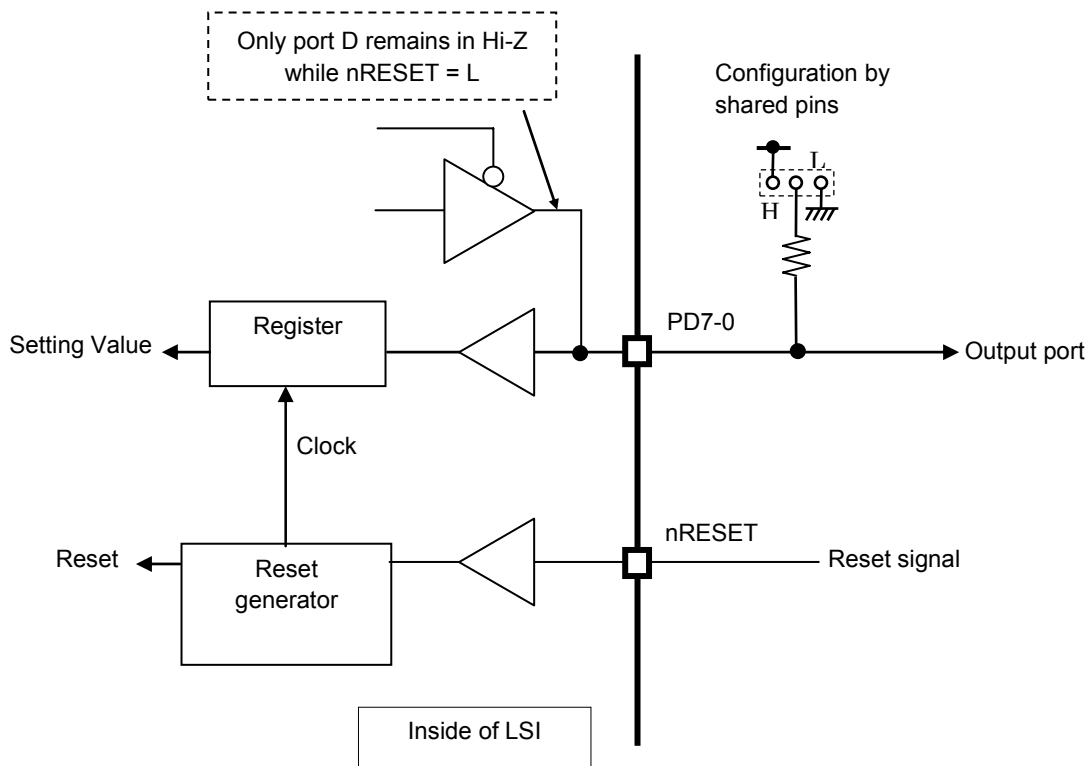 Only port D remains in Hi-Z
while nRESET = L
Configuration by
shared pins
L
H
PD7-0
Register
Setting Value
Output port
Clock
nRESET
Reset
Reset
generator
Reset signal
Inside of LSI